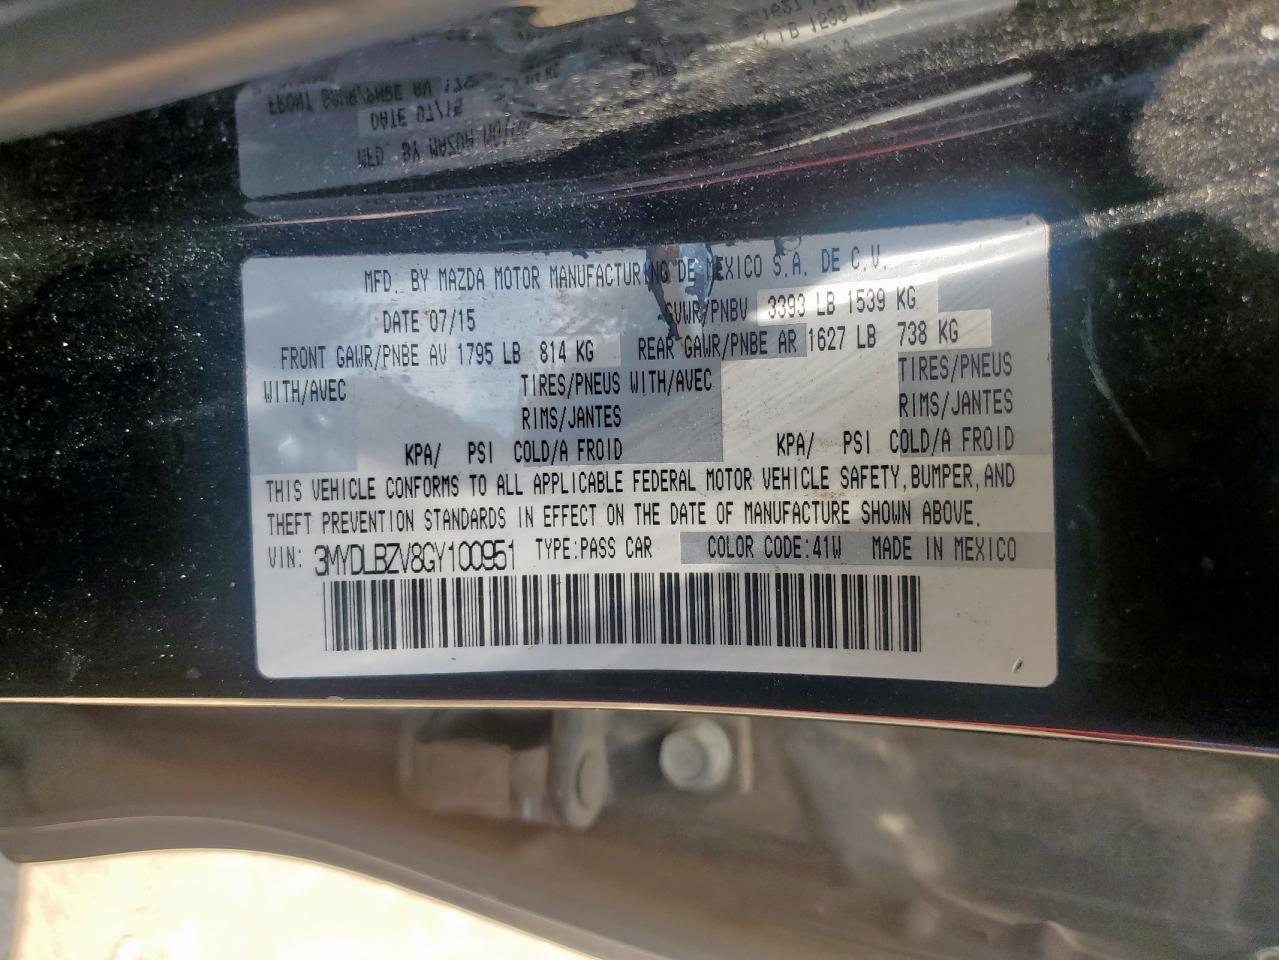 MFD. BY MAZDA MOTOR MANUFACTURING DE MEXICO S.A. DE C.V.
DATE 07/15 GVWR/PNBV 3393 LB 1539 KG
FRONT GAWR/PNBE AV 1795 LB 814 KG REAR GAWR/PNBE AR 1627 LB 738 KG
WITH/AVEC TIRES/PNEUS WITH/AVEC TIRES/PNEUS
RIMS/JANTES RIMS/JANTES
KPA/ PSI COLD/A FROID KPA/ PSI COLD/A FROID
THIS VEHICLE CONFORMS TO ALL APPLICABLE FEDERAL MOTOR VEHICLE SAFETY, BUMPER, AND
THEFT PREVENTION STANDARDS IN EFFECT ON THE DATE OF MANUFACTURE SHOWN ABOVE.
VIN: 3MYDLBZV8GY100951 TYPE:PASS CAR COLOR CODE:41W MADE IN MEXICO